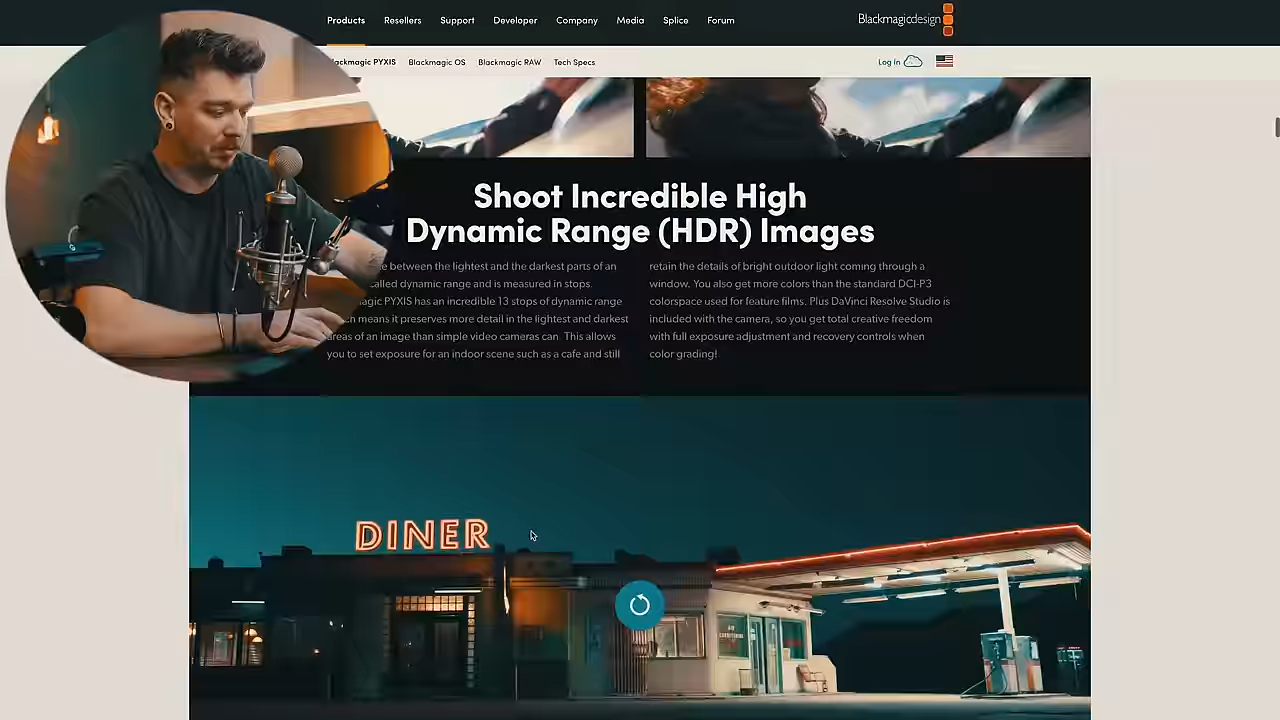 Products Resellers Support Developer Company Media Splice Forum
Blackmagicdesign
Blackmagic PYXIS Blackmagic OS Blackmagic RAW Tech Specs
Log in
Shoot Incredible High
Dynamic Range (HDR) Images
between the lightest and the darkest parts of an
called dynamic range and is measured in stops.
PYXIS has an incredible 13 stops of dynamic range
means it preserves more detail in the lightest and darkest
areas of an image than simple video cameras can. This allows
you to set exposure for an indoor scene such as a cafe and still
retain the details of bright outdoor light coming through a
window. You also get more colors than the standard DCI-P3
colorspace used for feature films. Plus DaVinci Resolve Studio is
included with the camera, so you get total creative freedom
with full exposure adjustment and recovery controls when
color grading!
DINER